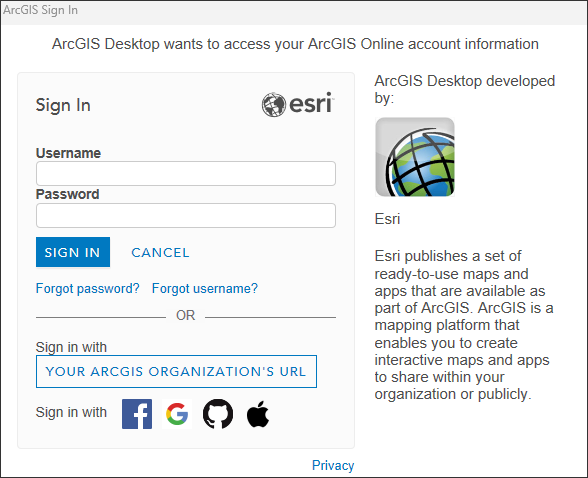 ArcGIS Sign In
ArcGIS Desktop wants to access your ArcGIS Online account information
Sign In
esri
Username
Password
SIGN IN
CANCEL
Forgot password?
Forgot username?
OR
Sign in with
YOUR ARCGIS ORGANIZATION'S URL
Sign in with
Privacy
ArcGIS Desktop developed
by:
Esri
Esri publishes a set of
ready-to-use maps and
apps that are available as
part of ArcGIS. ArcGIS is a
mapping platform that
enables you to create
interactive maps and apps
to share within your
organization or publicly.